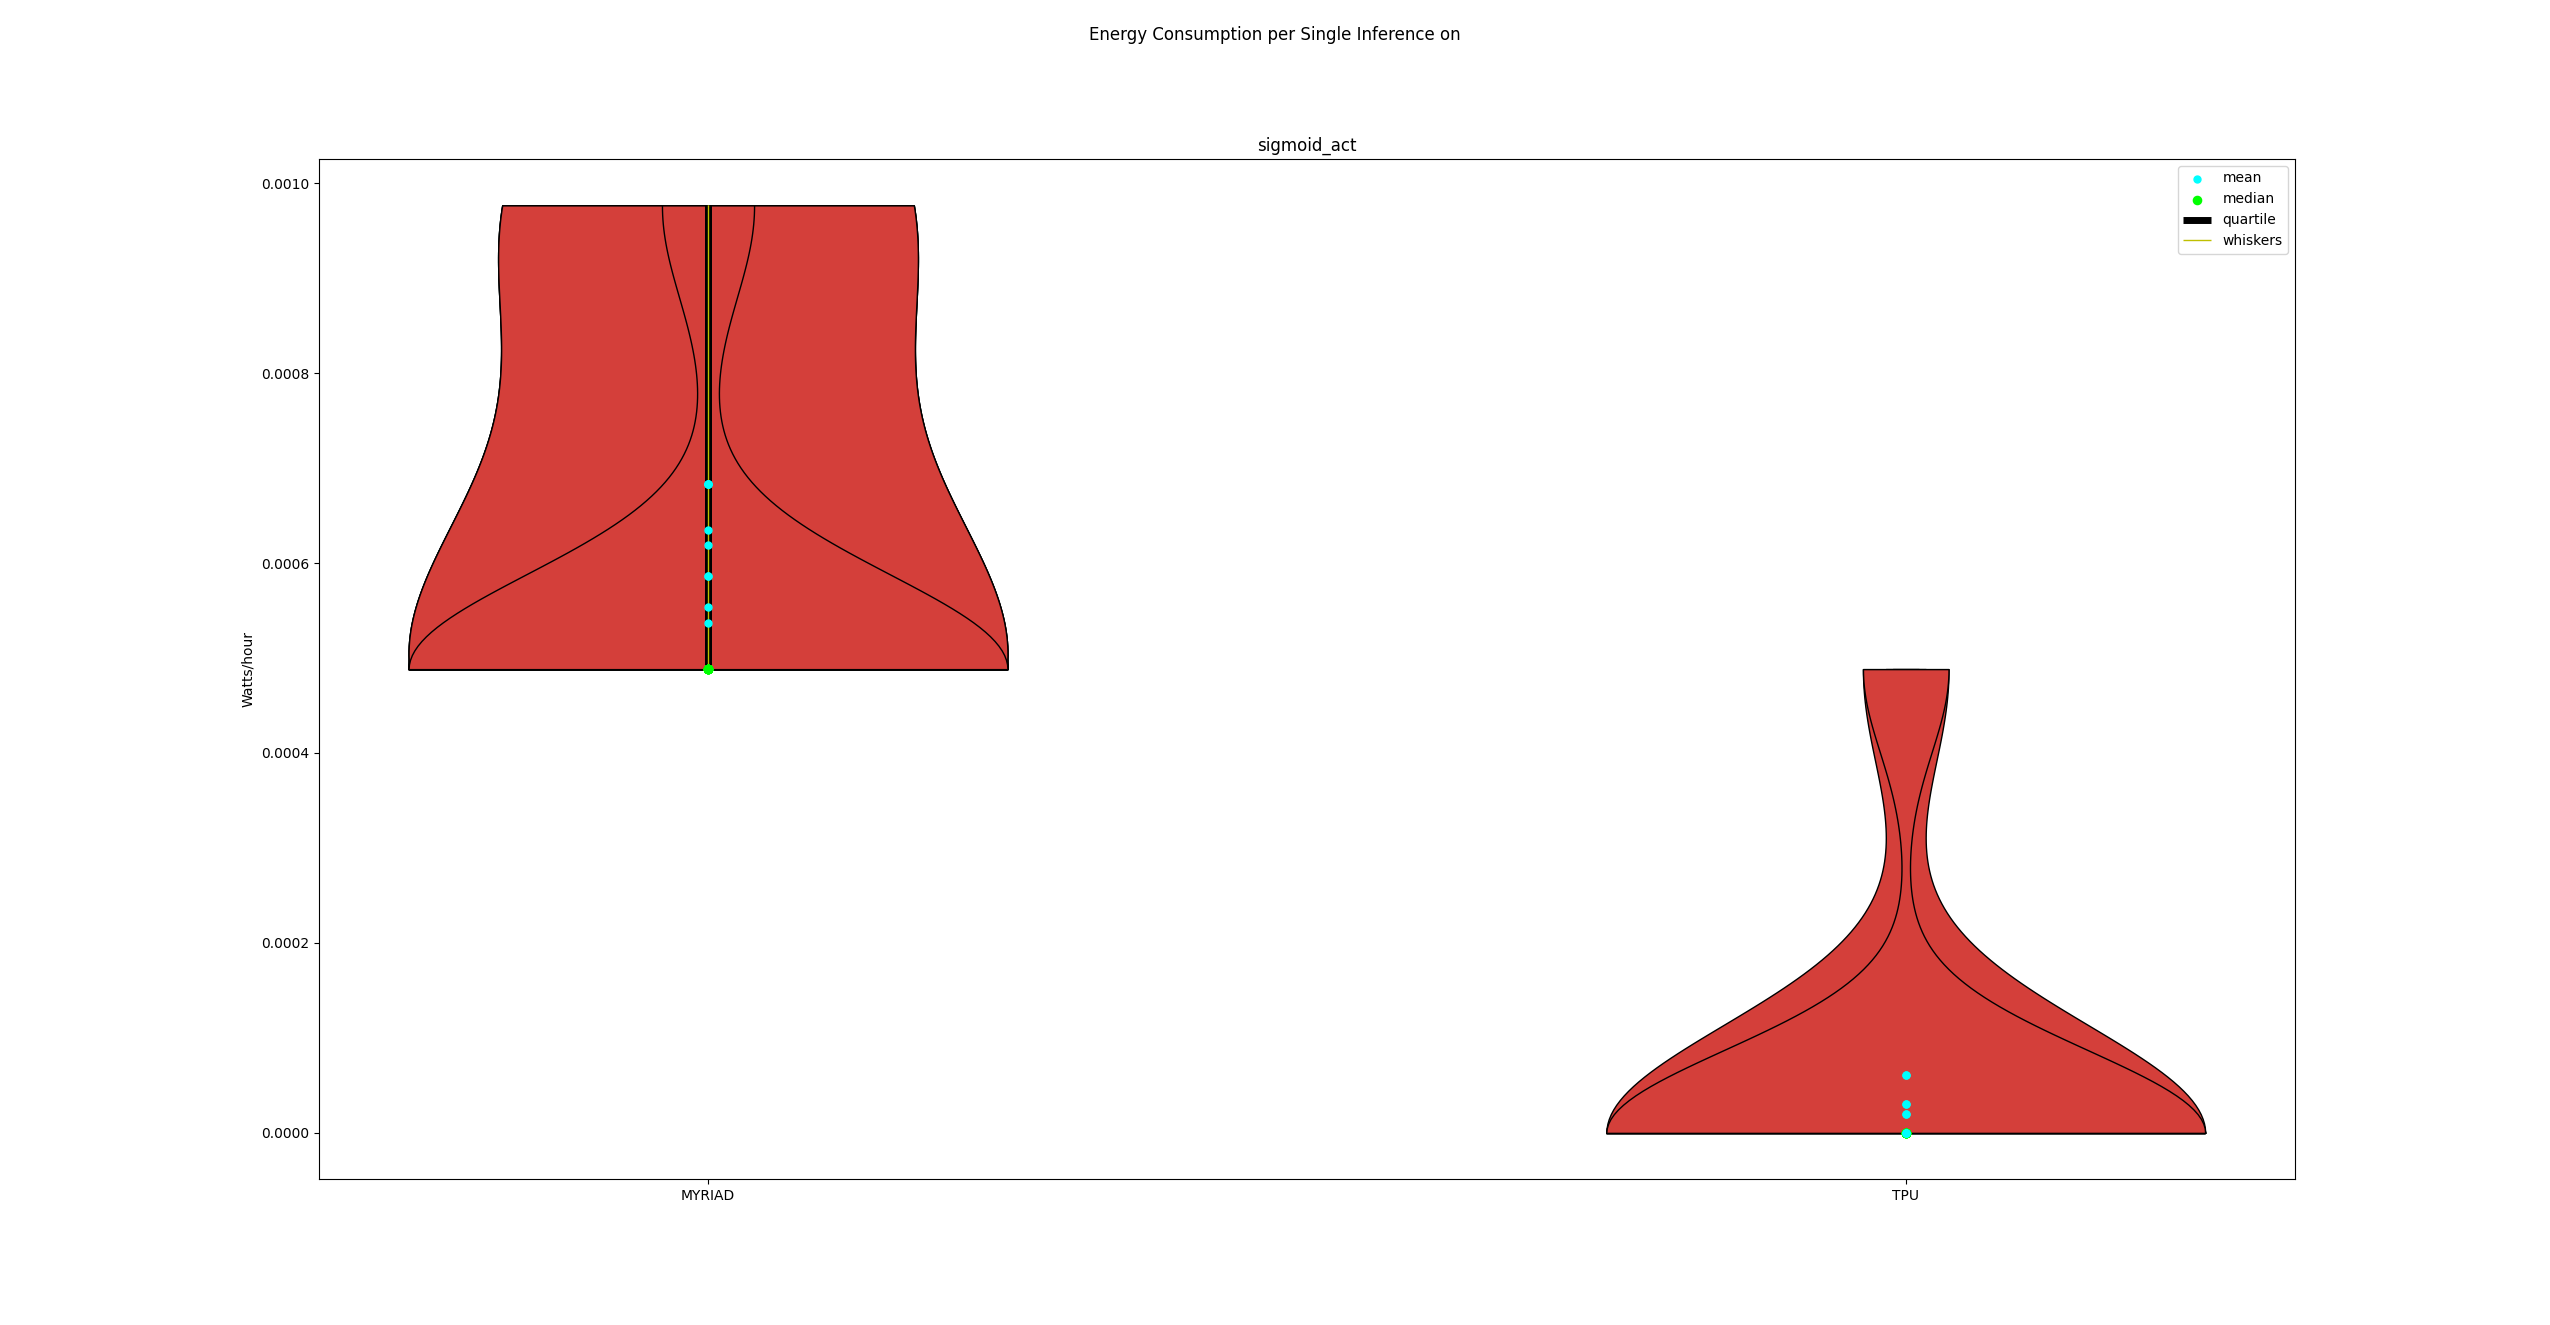 Energy Consumption per Single Inference on
sigmoid_act
0.0010
0.0008
0.0006
0.0004
0.0002
0.0000
Watts/hour
MYRIAD
TPU
mean
median
quartile
whiskers